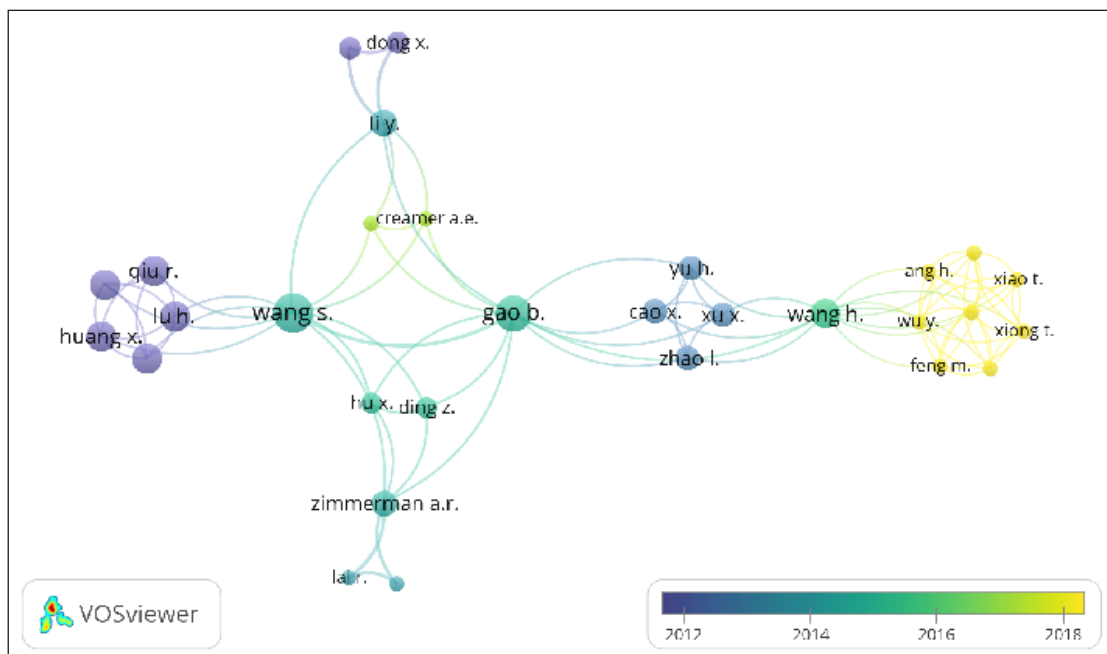 dong x.
li y.
creamer a.e.
qiu r.
lu h.
huang x.
wang s.
gao b.
yu h.
cao x.
xu x.
zhao l.
wang h.
ang h.
xiao t.
wu y.
xiong t.
feng m.
hu x.
ding z.
zimmerman a.r.
VOSviewer
2012 2014 2016 2018